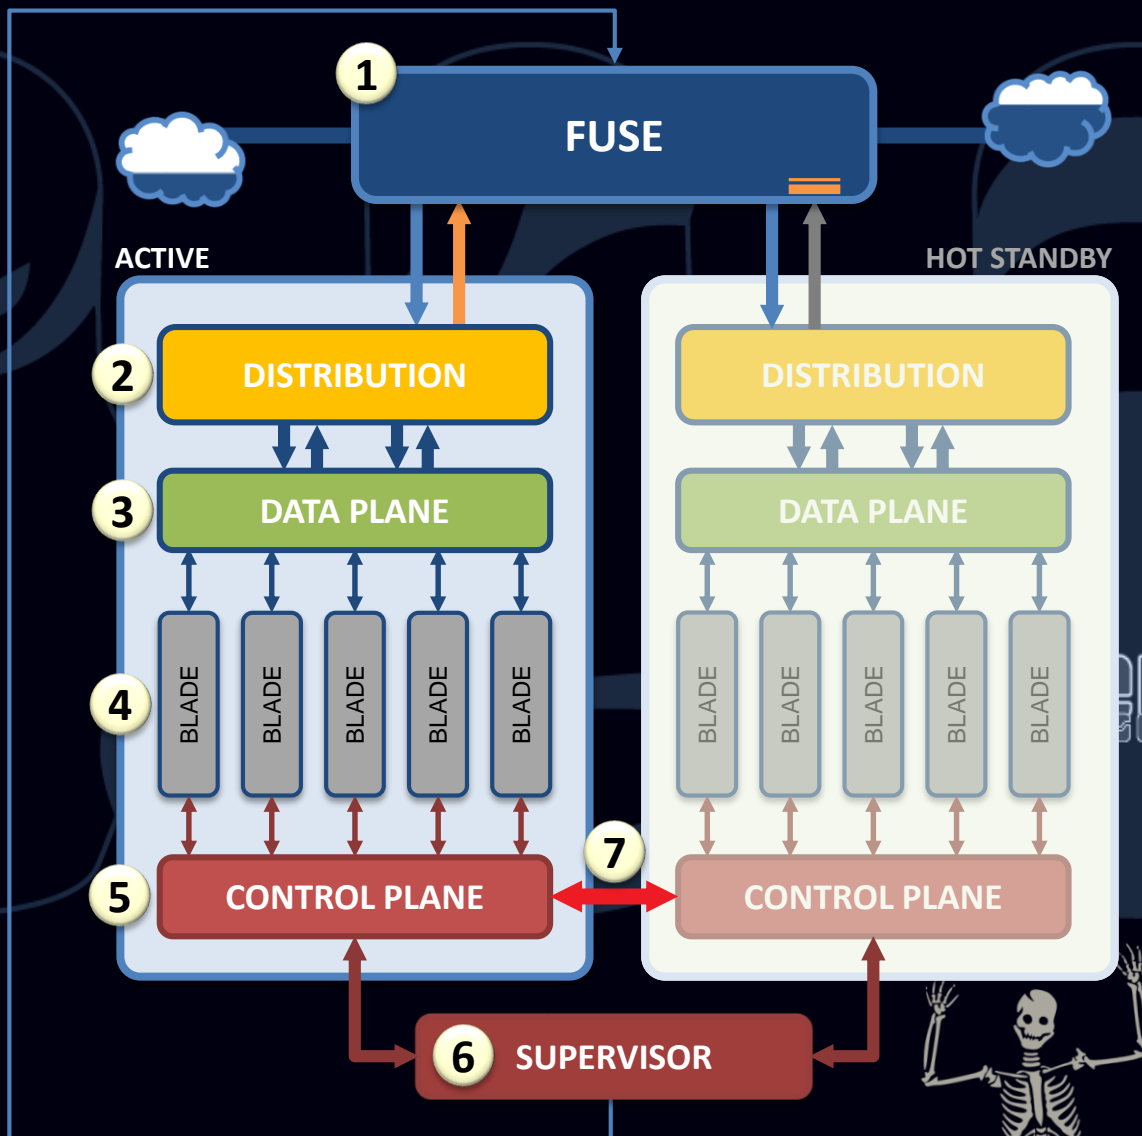 1
FUSE
ACTIVE
HOT STANDBY
2
DISTRIBUTION
DISTRIBUTION
3
DATA PLANE
DATA PLANE
4
BLADE
BLADE
BLADE
BLADE
BLADE
BLADE
BLADE
BLADE
BLADE
BLADE
7
5
CONTROL PLANE
CONTROL PLANE
6
SUPERVISOR